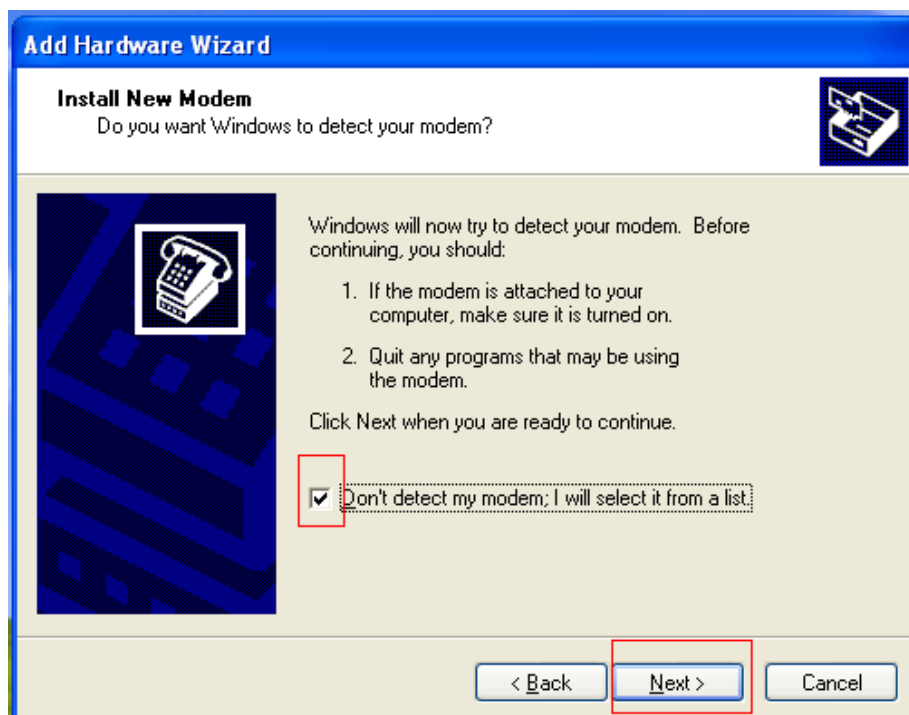 Add Hardware Wizard
Install New Modem
Do you want Windows to detect your modem?
Windows will now try to detect your modem. Before
continuing, you should:
1. If the modem is attached to your
computer, make sure it is turned on.
2. Quit any programs that may be using
the modem.
Click Next when you are ready to continue.
Don't detect my modem; I will select it from a list.
< Back
Next >
Cancel